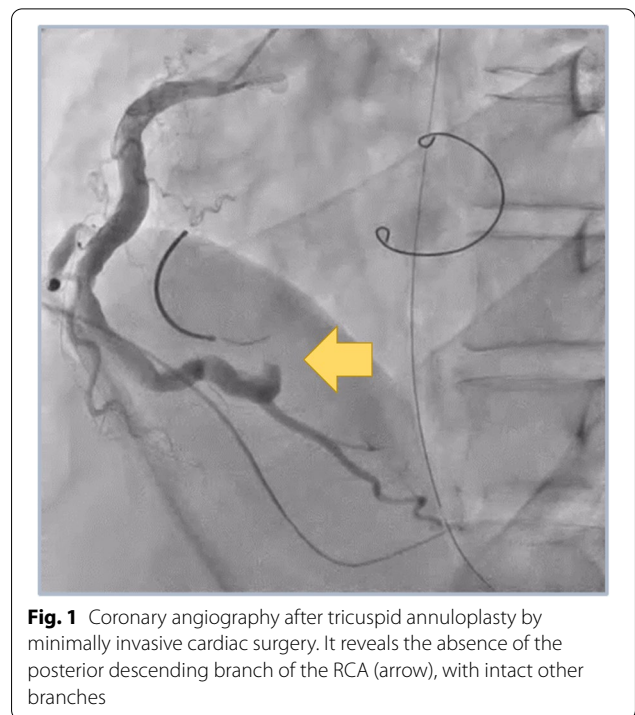 Fig. 1 Coronary angiography after tricuspid annuloplasty by
minimally invasive cardiac surgery. It reveals the absence of the
posterior descending branch of the RCA (arrow), with intact other
branches